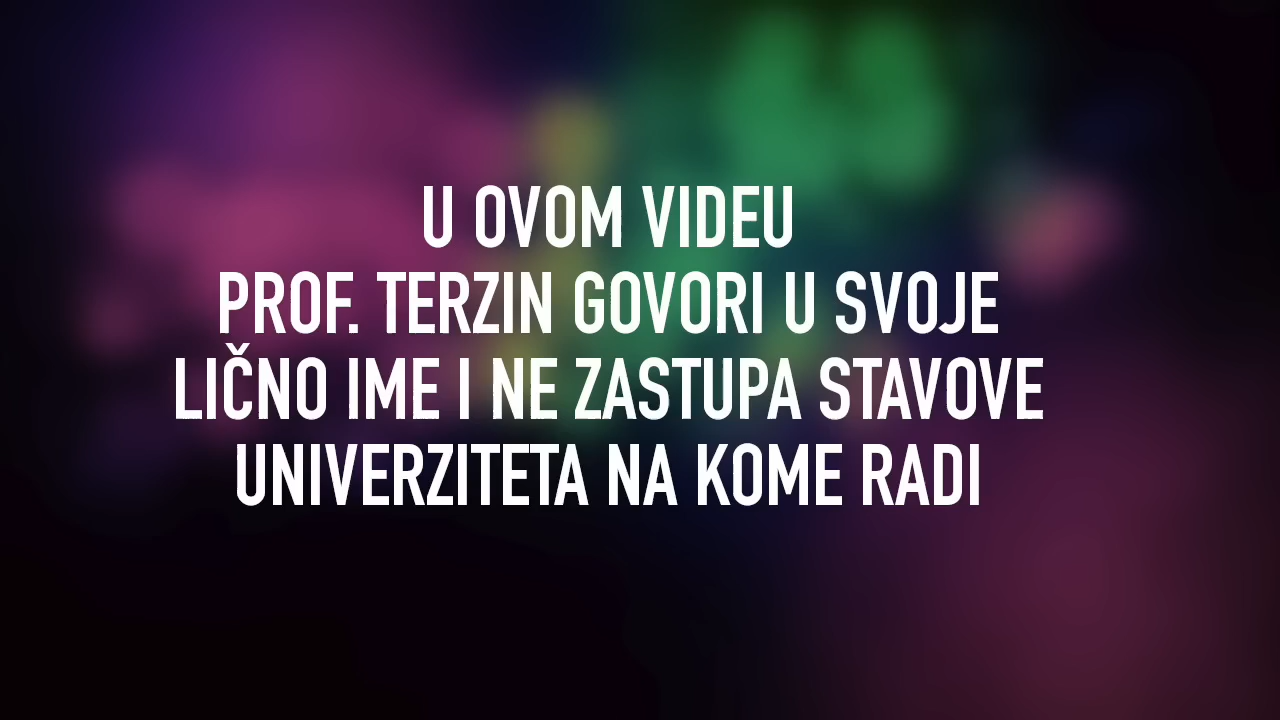 U OVOM VIDEU
PROF. TERZIN GOVORI U SVOJE
LIČNO IME I NE ZASTUPA STAVOVE
UNIVERZITETA NA KOME RADI